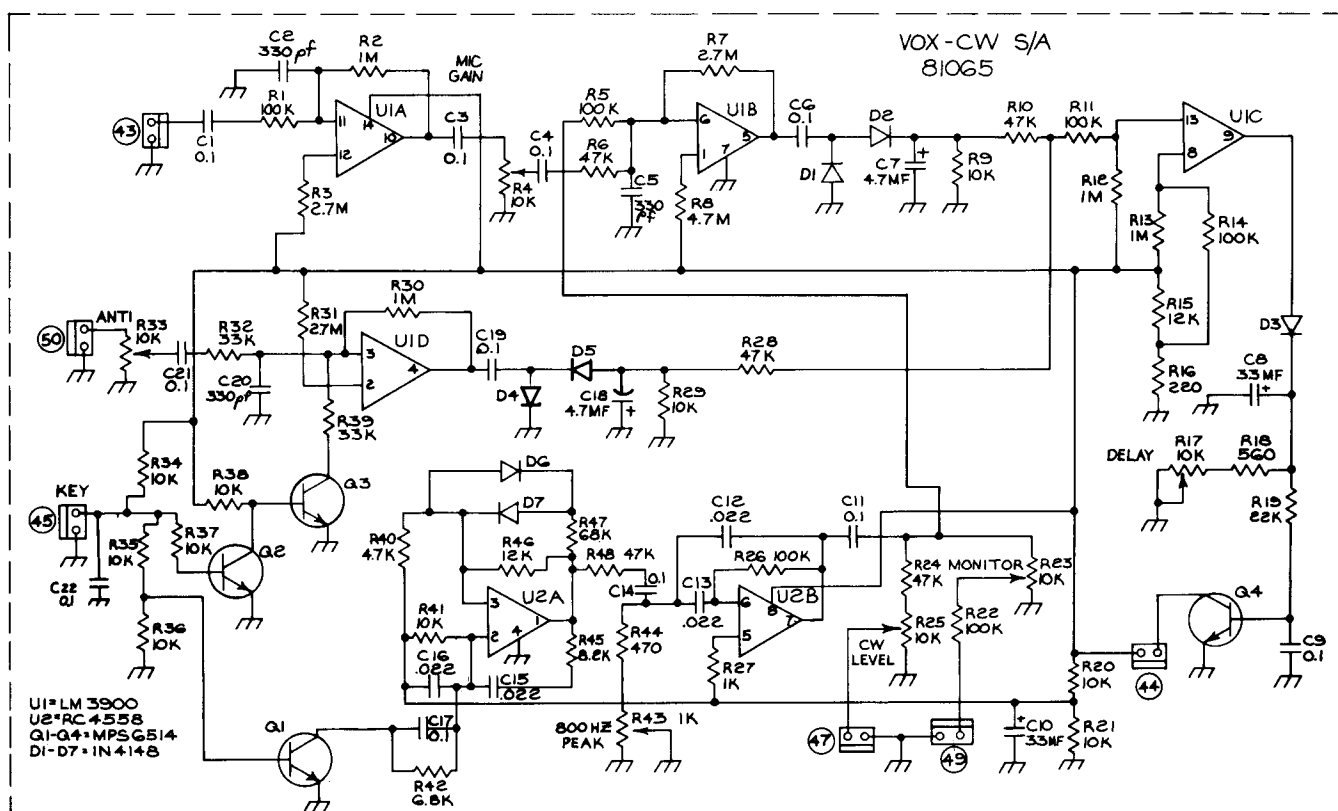 VOX-CW S/A
81065
C2
330
pf
R2
1M
MIC
GAIN
R1
100K
U1A
11
14
10
12
43
C1
0.1
C3
0.1
R3
2.7M
R4
10K
C4
0.1
R5
100K
R6
47K
C5
330
pf
R7
2.7M
U1B
6
5
1
7
R8
4.7M
C6
0.1
D1
D2
C7
4.7MF
+
R9
10K
R10
47K
R11
100K
R12
1M
U1C
13
9
8
R13
1M
R14
100K
R15
12K
R16
220
D3
C8
33MF
+
50
ANTI
R33
10K
C21
0.1
R32
33K
C20
330pf
R31
2.7M
R30
1M
U1D
3
4
2
R39
33K
C19
0.1
D4
D5
C18
4.7MF
+
R29
10K
R28
47K
DELAY
R17
10K
R18
560
R19
22K
R34
10K
R38
10K
Q3
KEY
45
R35
10K
R37
10K
Q2
C22
0.1
R36
10K
R40
4.7K
D6
D7
R46
12K
R47
68K
R48 47K
U2A
3
2
4
1
R41
10K
C16
.022
C15
.022
R45
8.2K
C14
0.1
R44
470
800HZ
PEAK
R43 1K
C12
.022
C13
.022
R26 100K
U2B
6
8
7
5
R27
1K
C11
0.1
R24
47K
MONITOR
R23
10K
R25
10K
R22
100K
CW
LEVEL
Q4
C9
0.1
44
R20
10K
R21
10K
C10
33MF
+
47
49
Q1
C17
0.1
R42
6.8K
U1=LM3900
U2=RC4558
Q1-Q4=MPS6514
D1-D7=1N4148